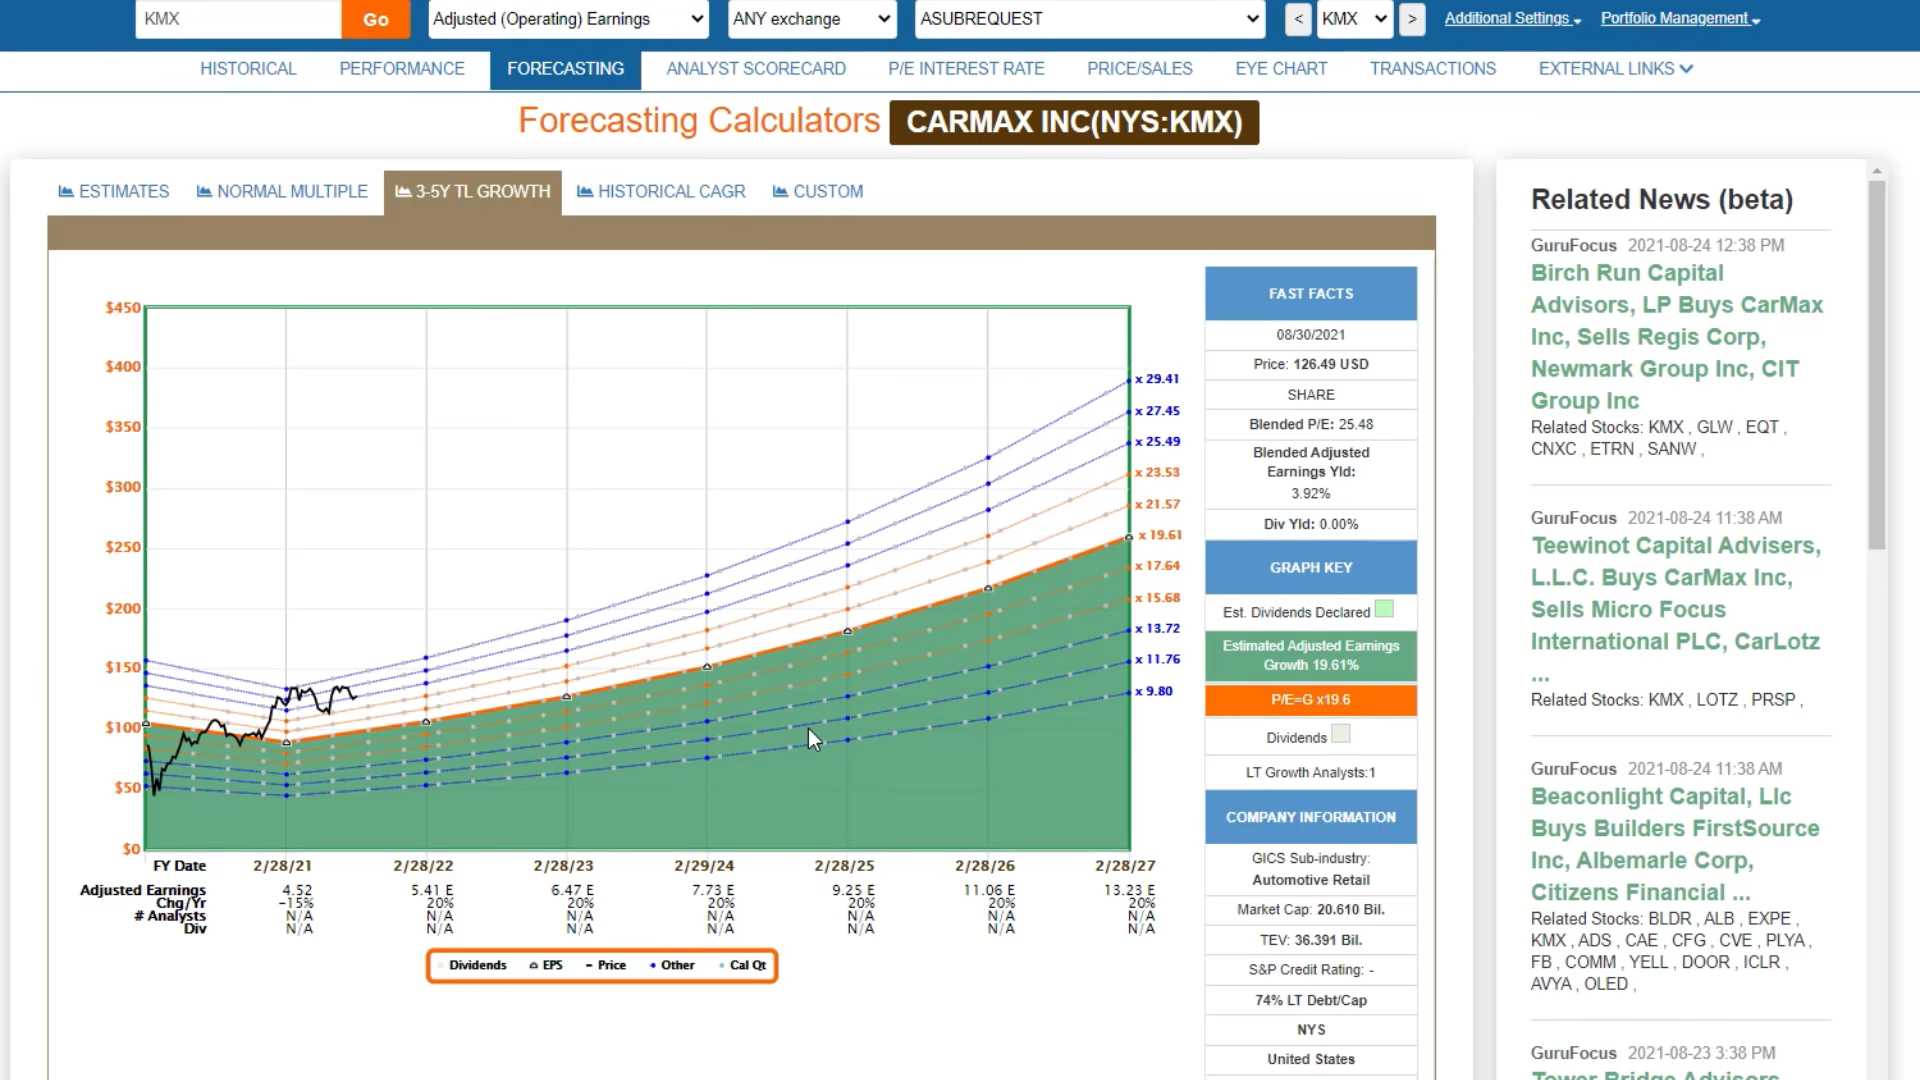 KMX
Go
Adjusted (Operating) Earnings
ANY exchange
ASUBREQUEST
<
KMX
>
Additional Settings
Portfolio Management
HISTORICAL
PERFORMANCE
FORECASTING
ANALYST SCORECARD
P/E INTEREST RATE
PRICE/SALES
EYE CHART
TRANSACTIONS
EXTERNAL LINKS
Forecasting Calculators CARMAX INC(NYS:KMX)
ESTIMATES
NORMAL MULTIPLE
3-5Y TL GROWTH
HISTORICAL CAGR
CUSTOM
$450
$400
$350
$300
$250
$200
$150
$100
$50
$0
x 29.41
x 27.45
x 25.49
x 23.53
x 21.57
x 19.61
x 17.64
x 15.68
x 13.72
x 11.76
x 9.80
FY Date 2/28/21 2/28/22 2/28/23 2/29/24 2/28/25 2/28/26 2/28/27
Adjusted Earnings 4.52 5.41 E 6.47 E 7.73 E 9.25 E 11.06 E 13.23 E
Chg/Yr -15% 20% 20% 20% 20% 20% 20%
# Analysts N/A N/A N/A N/A N/A N/A N/A
Div N/A N/A N/A N/A N/A N/A N/A
Dividends EPS Price Other Cal Qt
FAST FACTS
08/30/2021
Price: 126.49 USD
SHARE
Blended P/E: 25.48
Blended Adjusted
Earnings Yld:
3.92%
Div Yld: 0.00%
GRAPH KEY
Est. Dividends Declared
Estimated Adjusted Earnings
Growth 19.61%
P/E=G x19.6
Dividends
LT Growth Analysts:1
COMPANY INFORMATION
GICS Sub-industry:
Automotive Retail
Market Cap: 20.610 Bil.
TEV: 36.391 Bil.
S&P Credit Rating: -
74% LT Debt/Cap
NYS
United States
Related News (beta)
GuruFocus 2021-08-24 12:38 PM
Birch Run Capital
Advisors, LP Buys CarMax
Inc, Sells Regis Corp,
Newmark Group Inc, CIT
Group Inc
Related Stocks: KMX , GLW , EQT ,
CNXC , ETRN , SANW ,
GuruFocus 2021-08-24 11:38 AM
Teewinot Capital Advisers,
L.L.C. Buys CarMax Inc,
Sells Micro Focus
International PLC, CarLotz
...
Related Stocks: KMX , LOTZ , PRSP ,
GuruFocus 2021-08-24 11:38 AM
Beaconlight Capital, Llc
Buys Builders FirstSource
Inc, Albemarle Corp,
Citizens Financial ...
Related Stocks: BLDR , ALB , EXPE ,
KMX , ADS , CAE , CFG , CVE , PLYA ,
FB , COMM , YELL , DOOR , ICLR ,
AVYA , OLED ,
GuruFocus 2021-08-23 3:38 PM
Tower Bridge Advisors